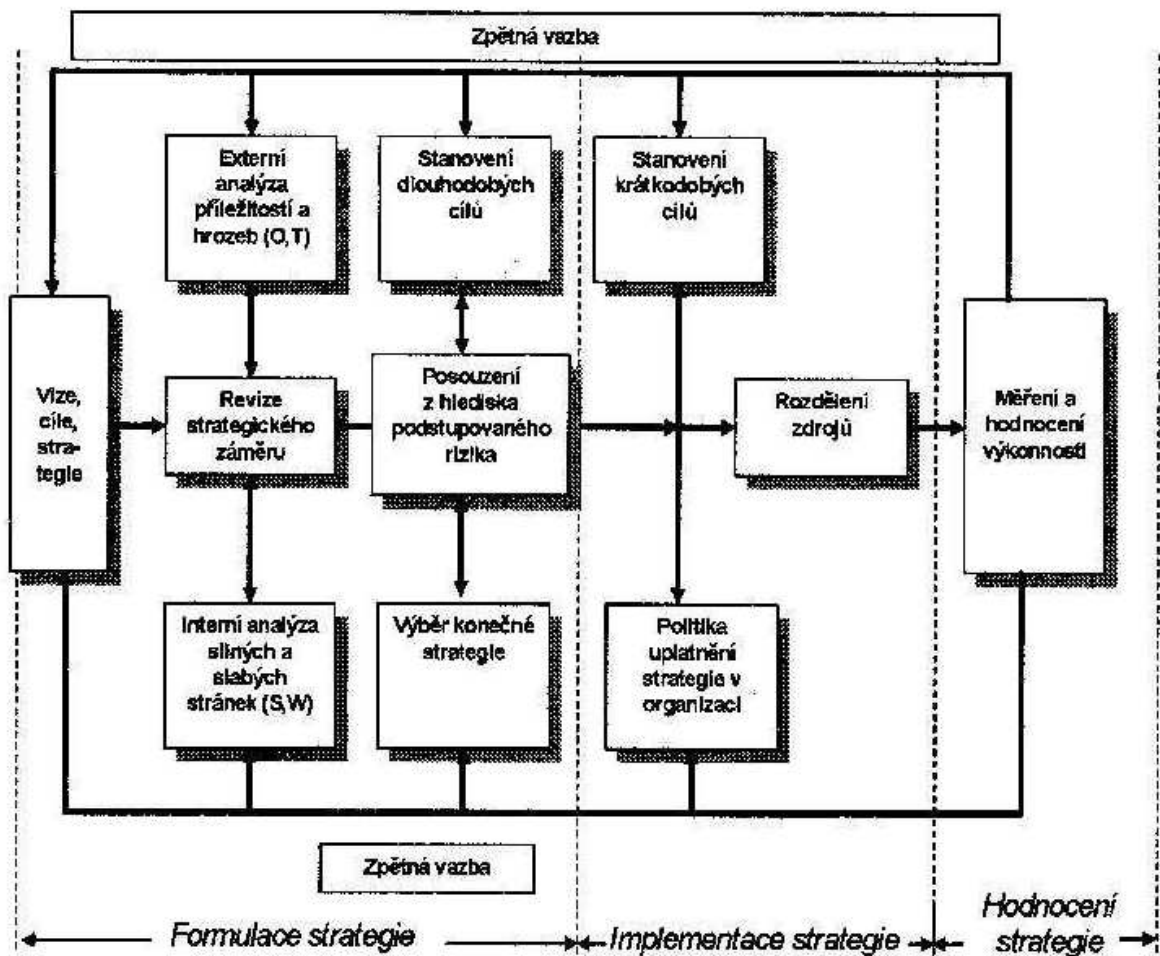 Zpětná vazba
Externí
analýza
příležitostí a
hrozeb (O,T)
Stanovení
dlouhodobých
cílů
Stanovení
krátkodobých
cílů
Vize,
cíle,
stra-
tegie
Revize
strategického
záměru
Posouzení
z hlediska
podstupovaného
rizika
Rozdělení
zdrojů
Měření a
hodnocení
výkonnosti
Interní analýza
silných a
slabých
stránek (S,W)
Výběr konečné
strategie
Politika
uplatnění
strategie v
organizaci
Zpětná vazba
Formulace strategie
Implementace strategie
Hodnocení
strategie